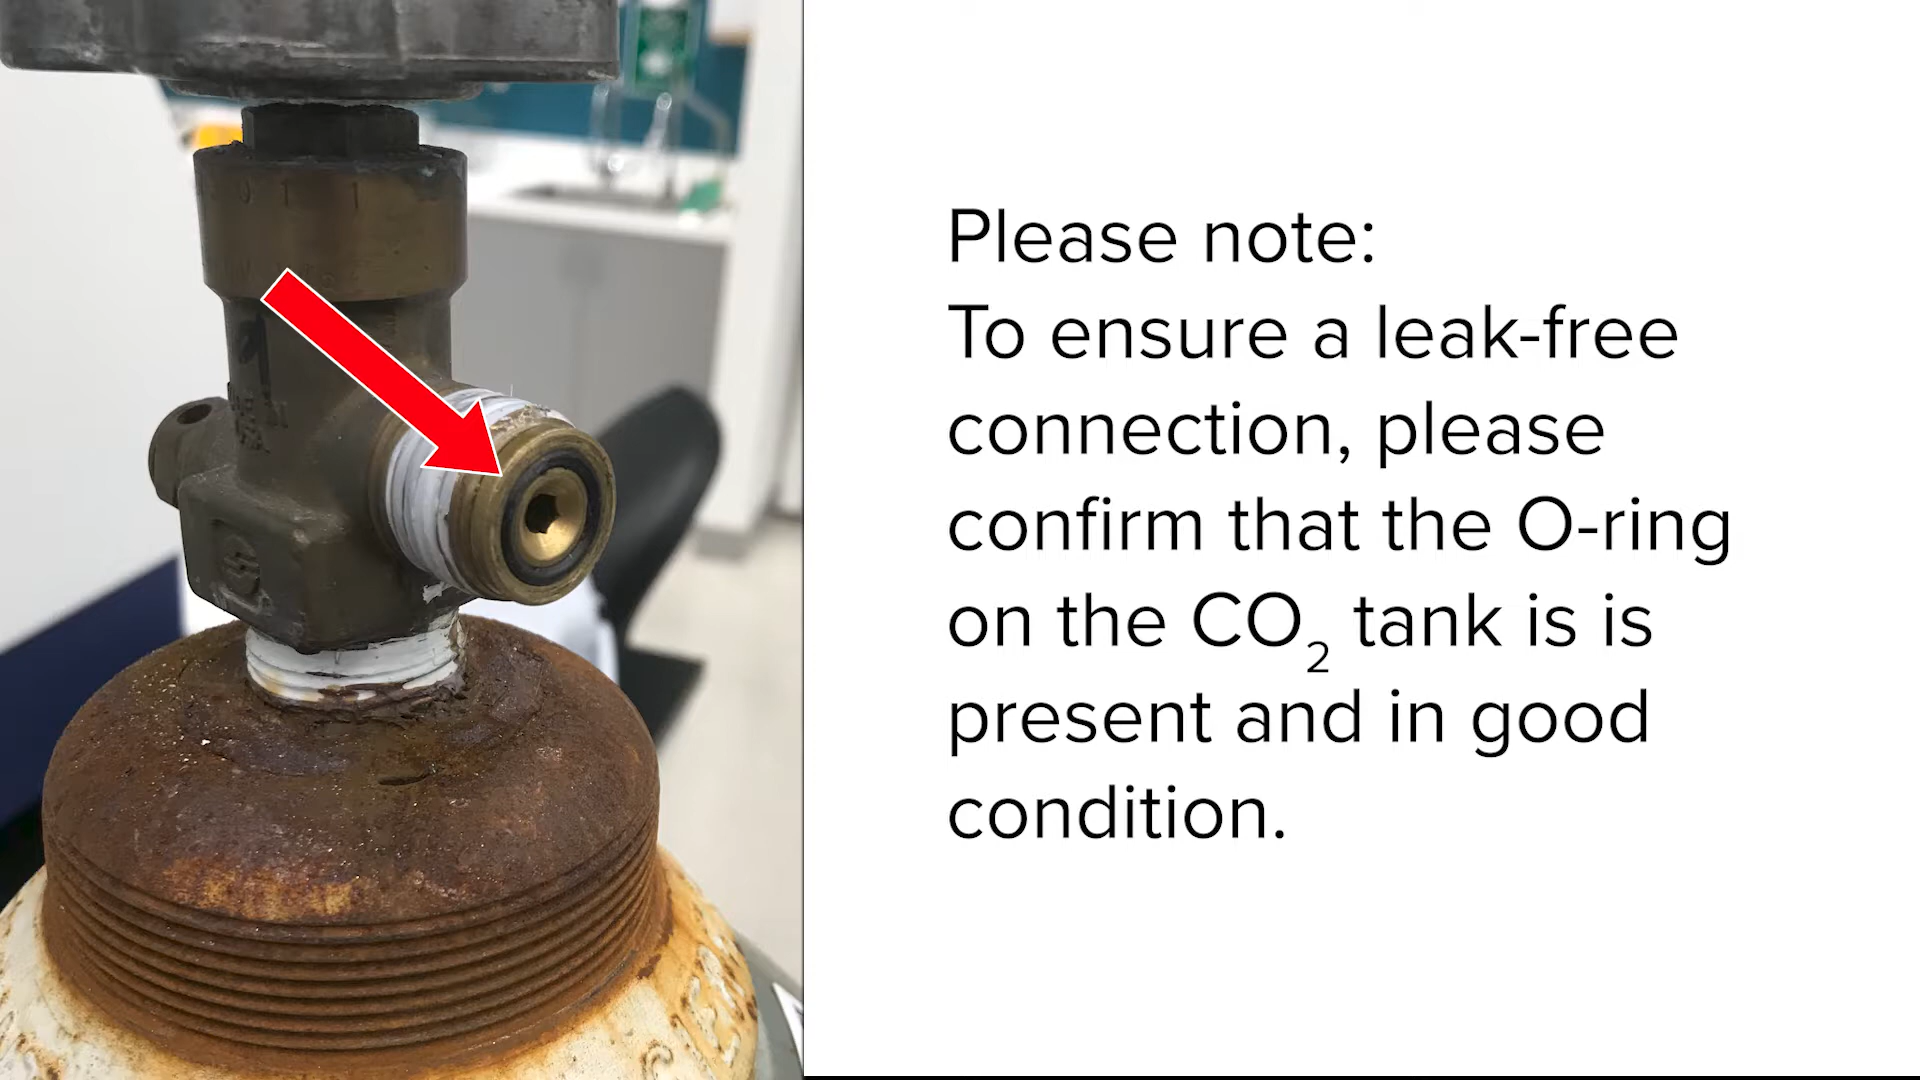 Please note:
To ensure a leak-free
connection, please
confirm that the O-ring
on the CO₂ tank is is
present and in good
condition.